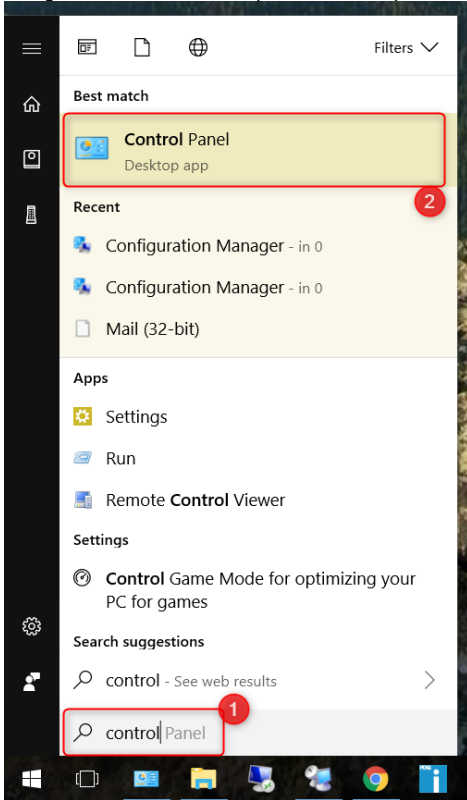 Filters
Best match
Control Panel
Desktop app
2
Recent
Configuration Manager - in 0
Configuration Manager - in 0
Mail (32-bit)
Apps
Settings
Run
Remote Control Viewer
Settings
Control Game Mode for optimizing your
PC for games
Search suggestions
control - See web results
1
control Panel